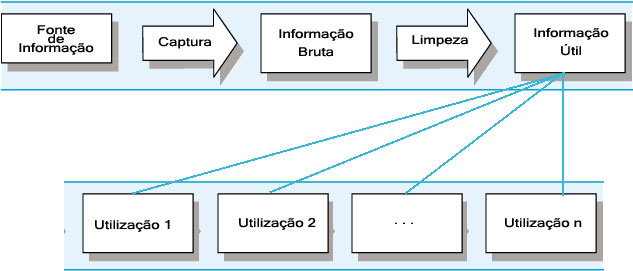 Fonte
de
Informação
Captura
Informação
Bruta
Limpeza
Informação
Útil
Utilização 1
Utilização 2
. . .
Utilização n